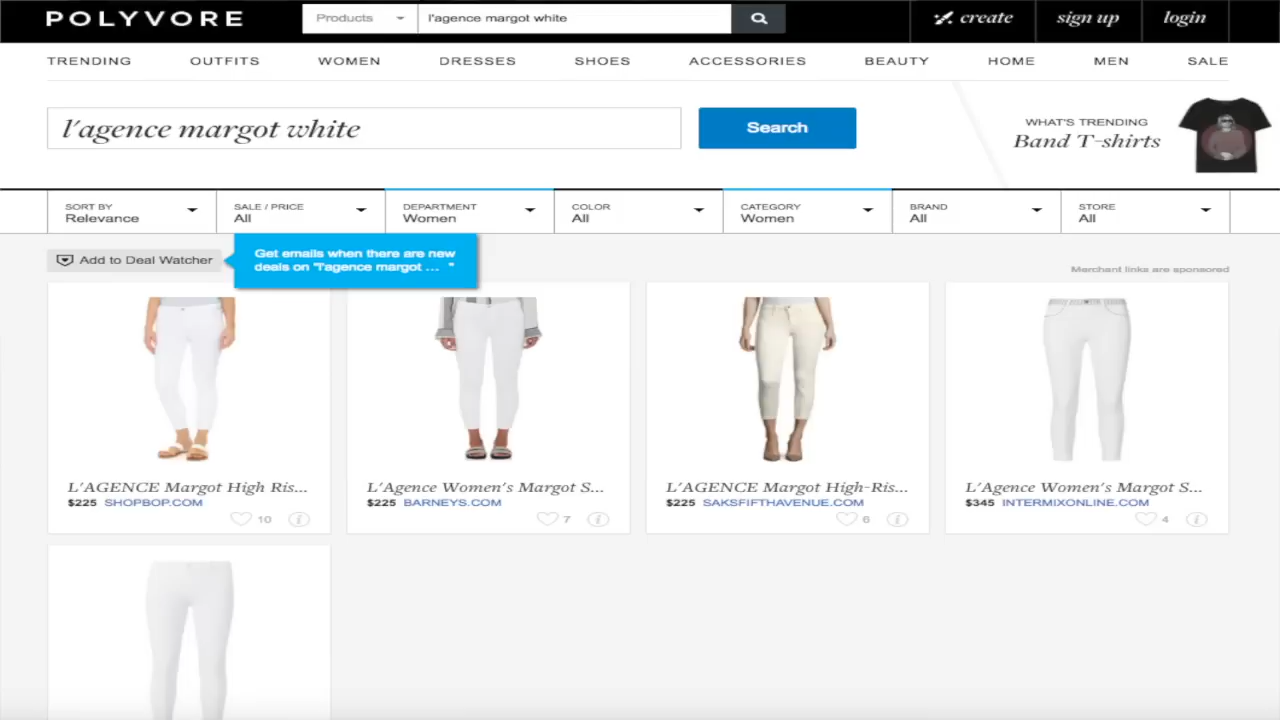 POLYVORE
Products
l'agence margot white
create
sign up
login
TRENDING
OUTFITS
WOMEN
DRESSES
SHOES
ACCESSORIES
BEAUTY
HOME
MEN
SALE
l'agence margot white
Search
WHAT'S TRENDING
Band T-shirts
SORT BY
Relevance
SALE / PRICE
All
DEPARTMENT
Women
COLOR
All
CATEGORY
Women
BRAND
All
STORE
All
Add to Deal Watcher
Get emails when there are new
deals on "l'agence margot ... "
Merchant links are sponsored
L'AGENCE Margot High Ris...
$225 SHOPBOP.COM
10
L'Agence Women's Margot S...
$225 BARNEYS.COM
7
L'AGENCE Margot High-Ris...
$225 SAKSFIFTHAVENUE.COM
6
L'Agence Women's Margot S...
$345 INTERMIXONLINE.COM
4